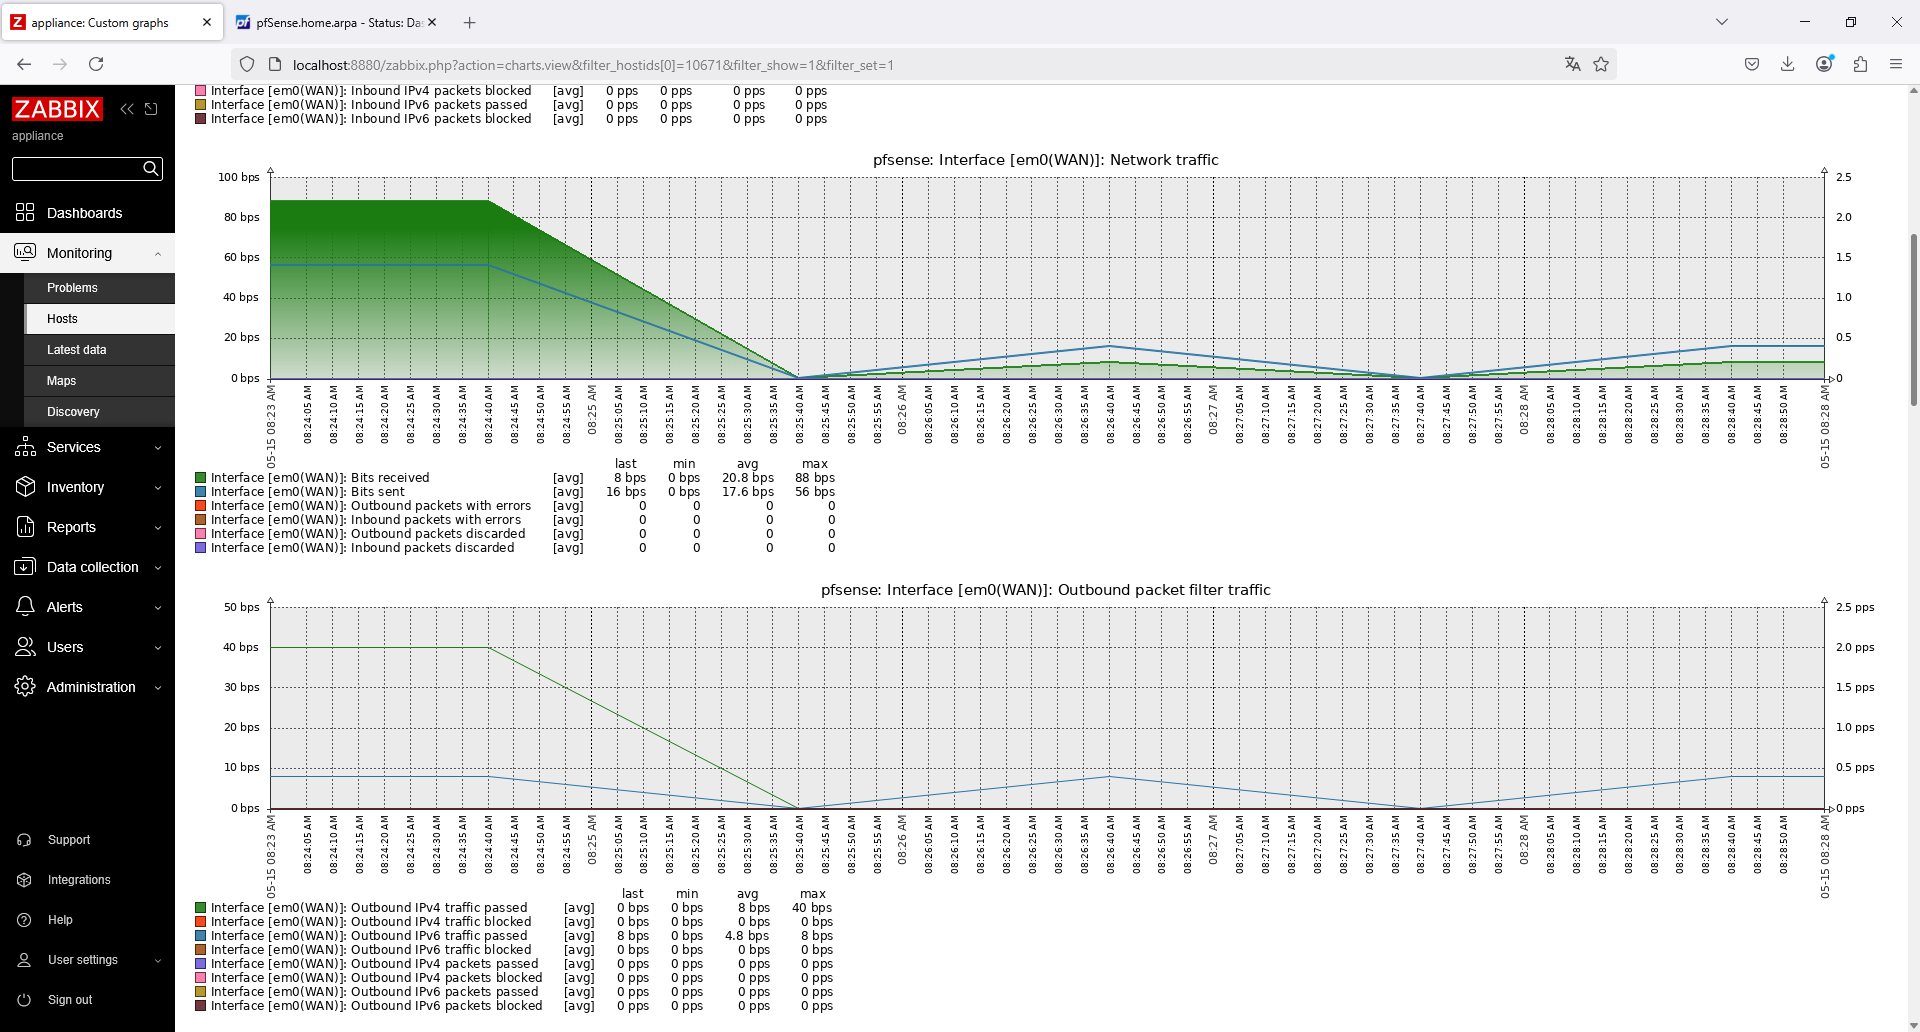 appliance: Custom graphs
pfSense.home.arpa - Status: Da
localhost:8880/zabbix.php?action=charts.view&filter_hostids[0]=10671&filter_show=1&filter_set=1
ZABBIX
appliance
Dashboards
Monitoring
Problems
Hosts
Latest data
Maps
Discovery
Services
Inventory
Reports
Data collection
Alerts
Users
Administration
Support
Integrations
Help
User settings
Sign out
Interface [em0(WAN)]: Inbound IPv4 packets blocked [avg] 0 pps 0 pps 0 pps 0 pps
Interface [em0(WAN)]: Inbound IPv6 packets passed [avg] 0 pps 0 pps 0 pps 0 pps
Interface [em0(WAN)]: Inbound IPv6 packets blocked [avg] 0 pps 0 pps 0 pps 0 pps
pfsense: Interface [em0(WAN)]: Network traffic
100 bps 2.5
80 bps 2.0
60 bps 1.5
40 bps 1.0
20 bps 0.5
0 bps 0
05-15 08:23 AM 08:24:05 AM 08:24:10 AM 08:24:15 AM 08:24:20 AM 08:24:25 AM 08:24:30 AM 08:24:35 AM 08:24:40 AM 08:24:45 AM 08:24:50 AM 08:24:55 AM 08:25 AM 08:25:05 AM 08:25:10 AM 08:25:15 AM 08:25:20 AM 08:25:25 AM 08:25:30 AM 08:25:35 AM 08:25:40 AM 08:25:45 AM 08:25:50 AM 08:25:55 AM 08:26 AM 08:26:05 AM 08:26:10 AM 08:26:15 AM 08:26:20 AM 08:26:25 AM 08:26:30 AM 08:26:35 AM 08:26:40 AM 08:26:45 AM 08:26:50 AM 08:26:55 AM 08:27 AM 08:27:05 AM 08:27:10 AM 08:27:15 AM 08:27:20 AM 08:27:25 AM 08:27:30 AM 08:27:35 AM 08:27:40 AM 08:27:45 AM 08:27:50 AM 08:27:55 AM 08:28 AM 08:28:05 AM 08:28:10 AM 08:28:15 AM 08:28:20 AM 08:28:25 AM 08:28:30 AM 08:28:35 AM 08:28:40 AM 08:28:45 AM 08:28:50 AM 05-15 08:28 AM
last min avg max
Interface [em0(WAN)]: Bits received [avg] 8 bps 0 bps 20.8 bps 88 bps
Interface [em0(WAN)]: Bits sent [avg] 16 bps 0 bps 17.6 bps 56 bps
Interface [em0(WAN)]: Outbound packets with errors [avg] 0 0 0 0
Interface [em0(WAN)]: Inbound packets with errors [avg] 0 0 0 0
Interface [em0(WAN)]: Outbound packets discarded [avg] 0 0 0 0
Interface [em0(WAN)]: Inbound packets discarded [avg] 0 0 0 0
pfsense: Interface [em0(WAN)]: Outbound packet filter traffic
50 bps 2.5 pps
40 bps 2.0 pps
30 bps 1.5 pps
20 bps 1.0 pps
10 bps 0.5 pps
0 bps 0 pps
05-15 08:23 AM 08:24:05 AM 08:24:10 AM 08:24:15 AM 08:24:20 AM 08:24:25 AM 08:24:30 AM 08:24:35 AM 08:24:40 AM 08:24:45 AM 08:24:50 AM 08:24:55 AM 08:25 AM 08:25:05 AM 08:25:10 AM 08:25:15 AM 08:25:20 AM 08:25:25 AM 08:25:30 AM 08:25:35 AM 08:25:40 AM 08:25:45 AM 08:25:50 AM 08:25:55 AM 08:26 AM 08:26:05 AM 08:26:10 AM 08:26:15 AM 08:26:20 AM 08:26:25 AM 08:26:30 AM 08:26:35 AM 08:26:40 AM 08:26:45 AM 08:26:50 AM 08:26:55 AM 08:27 AM 08:27:05 AM 08:27:10 AM 08:27:15 AM 08:27:20 AM 08:27:25 AM 08:27:30 AM 08:27:35 AM 08:27:40 AM 08:27:45 AM 08:27:50 AM 08:27:55 AM 08:28 AM 08:28:05 AM 08:28:10 AM 08:28:15 AM 08:28:20 AM 08:28:25 AM 08:28:30 AM 08:28:35 AM 08:28:40 AM 08:28:45 AM 08:28:50 AM 05-15 08:28 AM
last min avg max
Interface [em0(WAN)]: Outbound IPv4 traffic passed [avg] 0 bps 0 bps 8 bps 40 bps
Interface [em0(WAN)]: Outbound IPv4 traffic blocked [avg] 0 bps 0 bps 0 bps 0 bps
Interface [em0(WAN)]: Outbound IPv6 traffic passed [avg] 8 bps 0 bps 4.8 bps 8 bps
Interface [em0(WAN)]: Outbound IPv6 traffic blocked [avg] 0 bps 0 bps 0 bps 0 bps
Interface [em0(WAN)]: Outbound IPv4 packets passed [avg] 0 pps 0 pps 0 pps 0 pps
Interface [em0(WAN)]: Outbound IPv4 packets blocked [avg] 0 pps 0 pps 0 pps 0 pps
Interface [em0(WAN)]: Outbound IPv6 packets passed [avg] 0 pps 0 pps 0 pps 0 pps
Interface [em0(WAN)]: Outbound IPv6 packets blocked [avg] 0 pps 0 pps 0 pps 0 pps